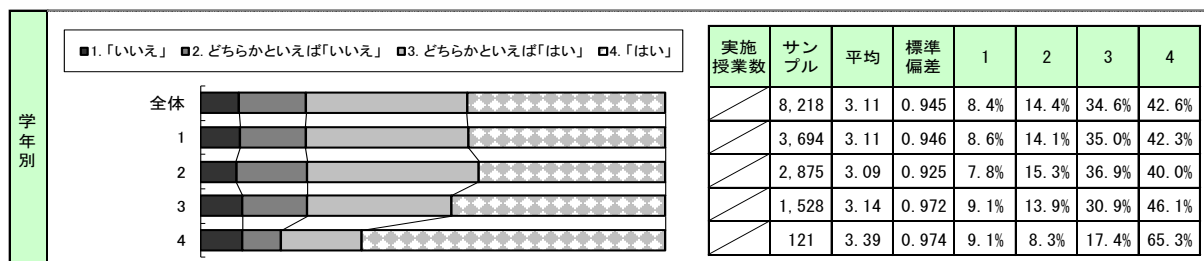 学年別
■1.「いいえ」 ■2. どちらかといえば「いいえ」 □3. どちらかといえば「はい」 □4.「はい」
全体
1
2
3
4
実施授業数 サンプル 平均 標準偏差 1 2 3 4
8,218 3.11 0.945 8.4% 14.4% 34.6% 42.6%
3,694 3.11 0.946 8.6% 14.1% 35.0% 42.3%
2,875 3.09 0.925 7.8% 15.3% 36.9% 40.0%
1,528 3.14 0.972 9.1% 13.9% 30.9% 46.1%
121 3.39 0.974 9.1% 8.3% 17.4% 65.3%